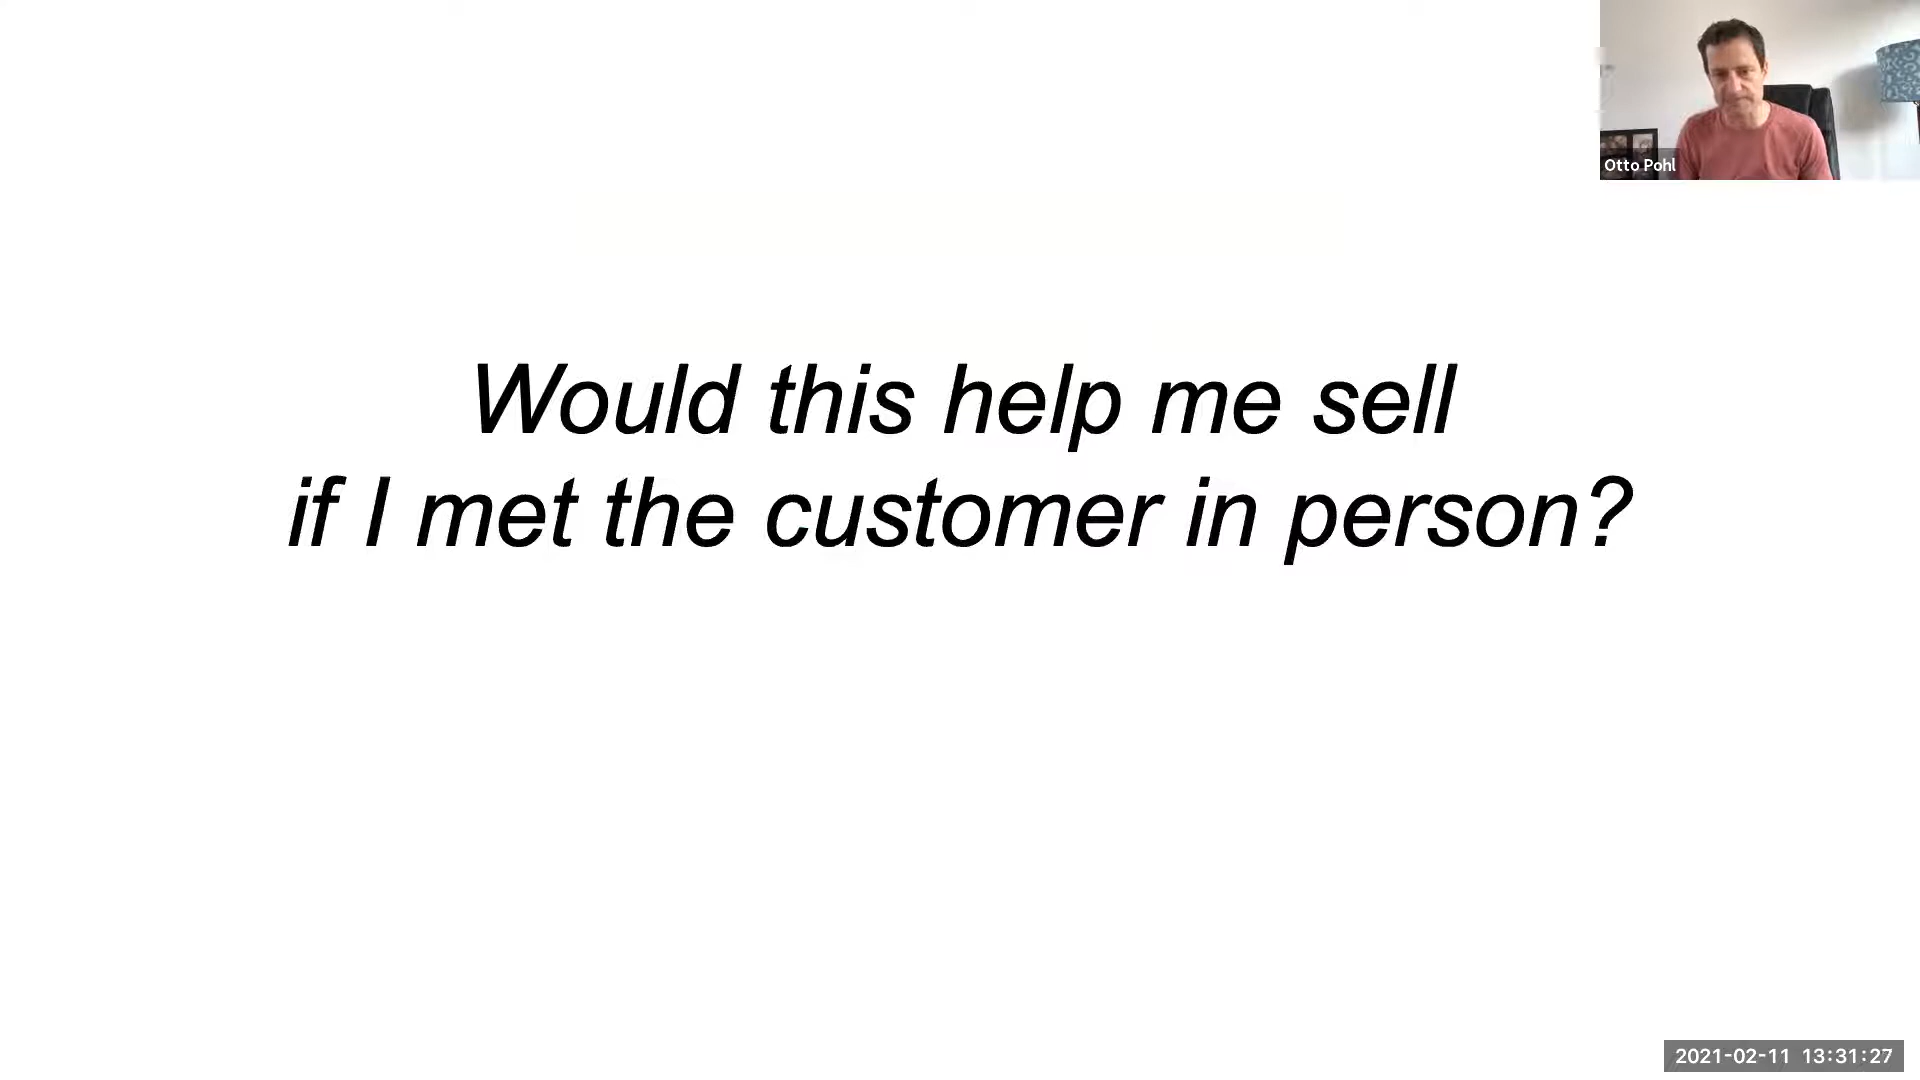 Otto Pohl
Would this help me sell
if I met the customer in person?
2021-02-11 13:31:27